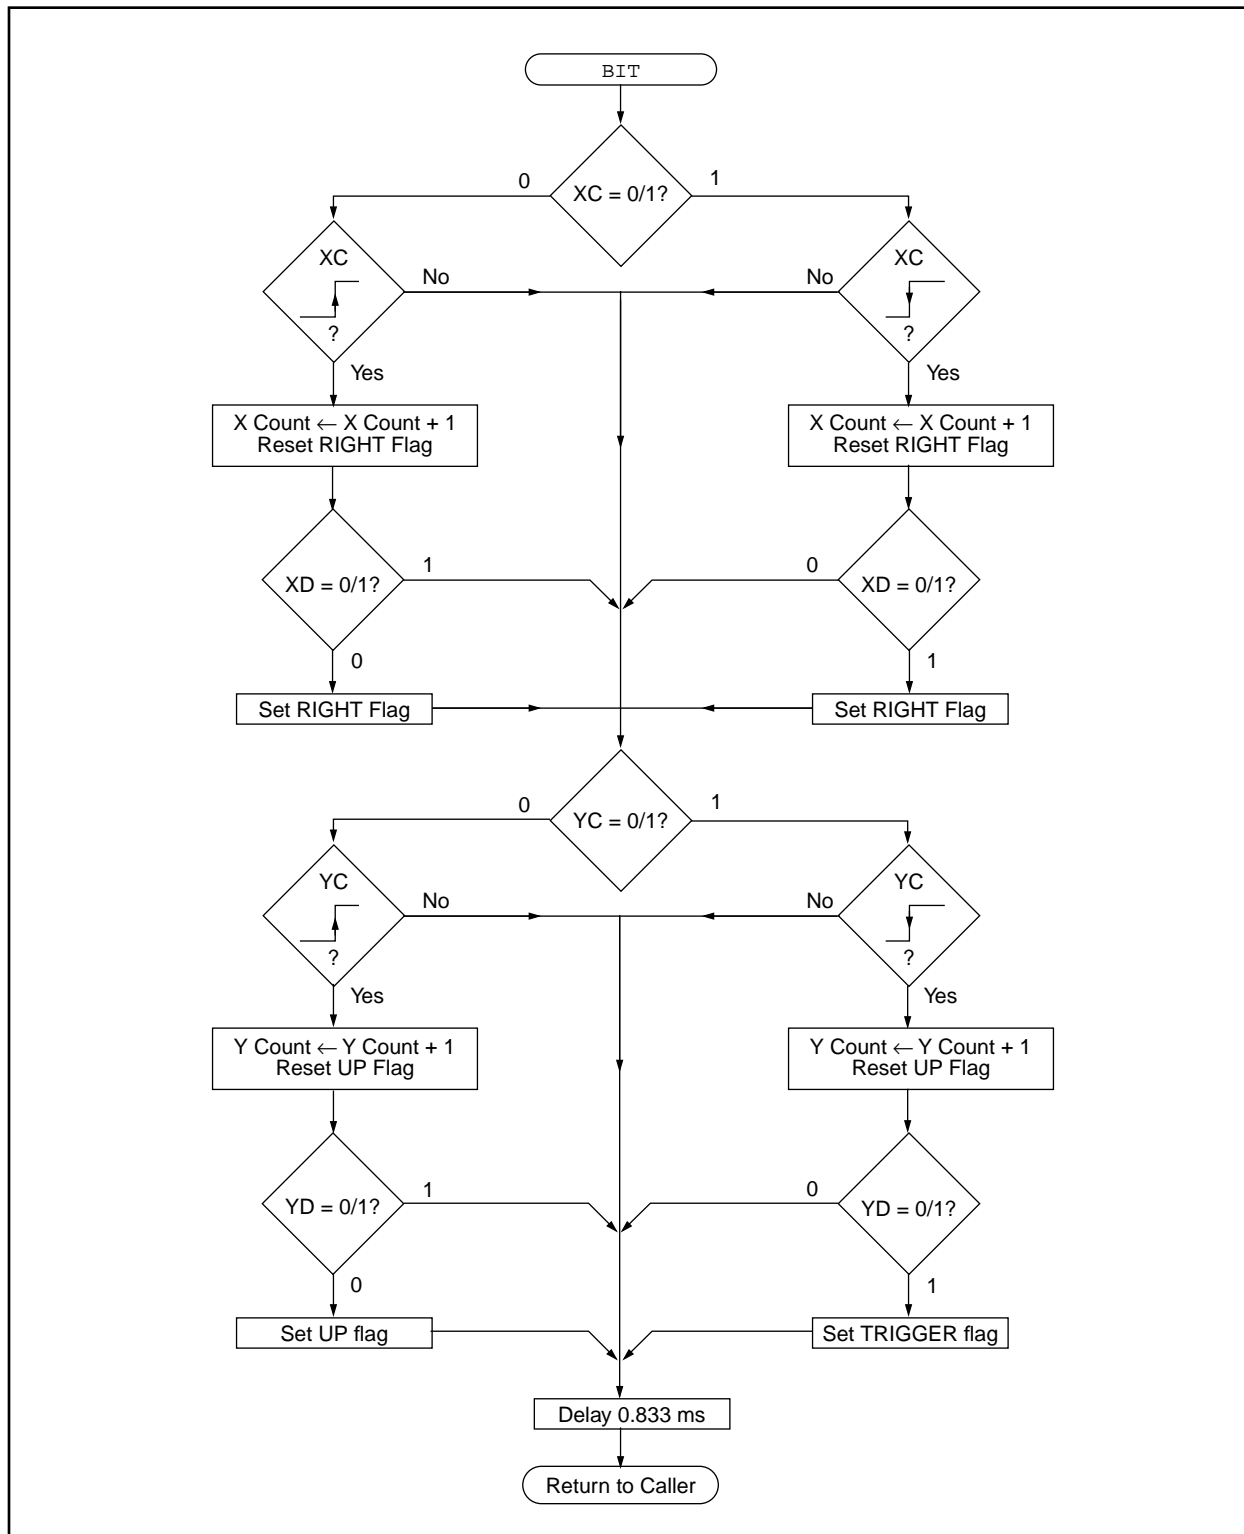 BIT
XC = 0/1?
0
1
XC
?
No
Yes
XC
?
No
Yes
X Count ← X Count + 1
Reset RIGHT Flag
X Count ← X Count + 1
Reset RIGHT Flag
XD = 0/1?
1
0
XD = 0/1?
0
1
Set RIGHT Flag
Set RIGHT Flag
YC = 0/1?
0
1
YC
?
No
Yes
YC
?
No
Yes
Y Count ← Y Count + 1
Reset UP Flag
Y Count ← Y Count + 1
Reset UP Flag
YD = 0/1?
1
0
YD = 0/1?
0
1
Set UP flag
Set TRIGGER flag
Delay 0.833 ms
Return to Caller